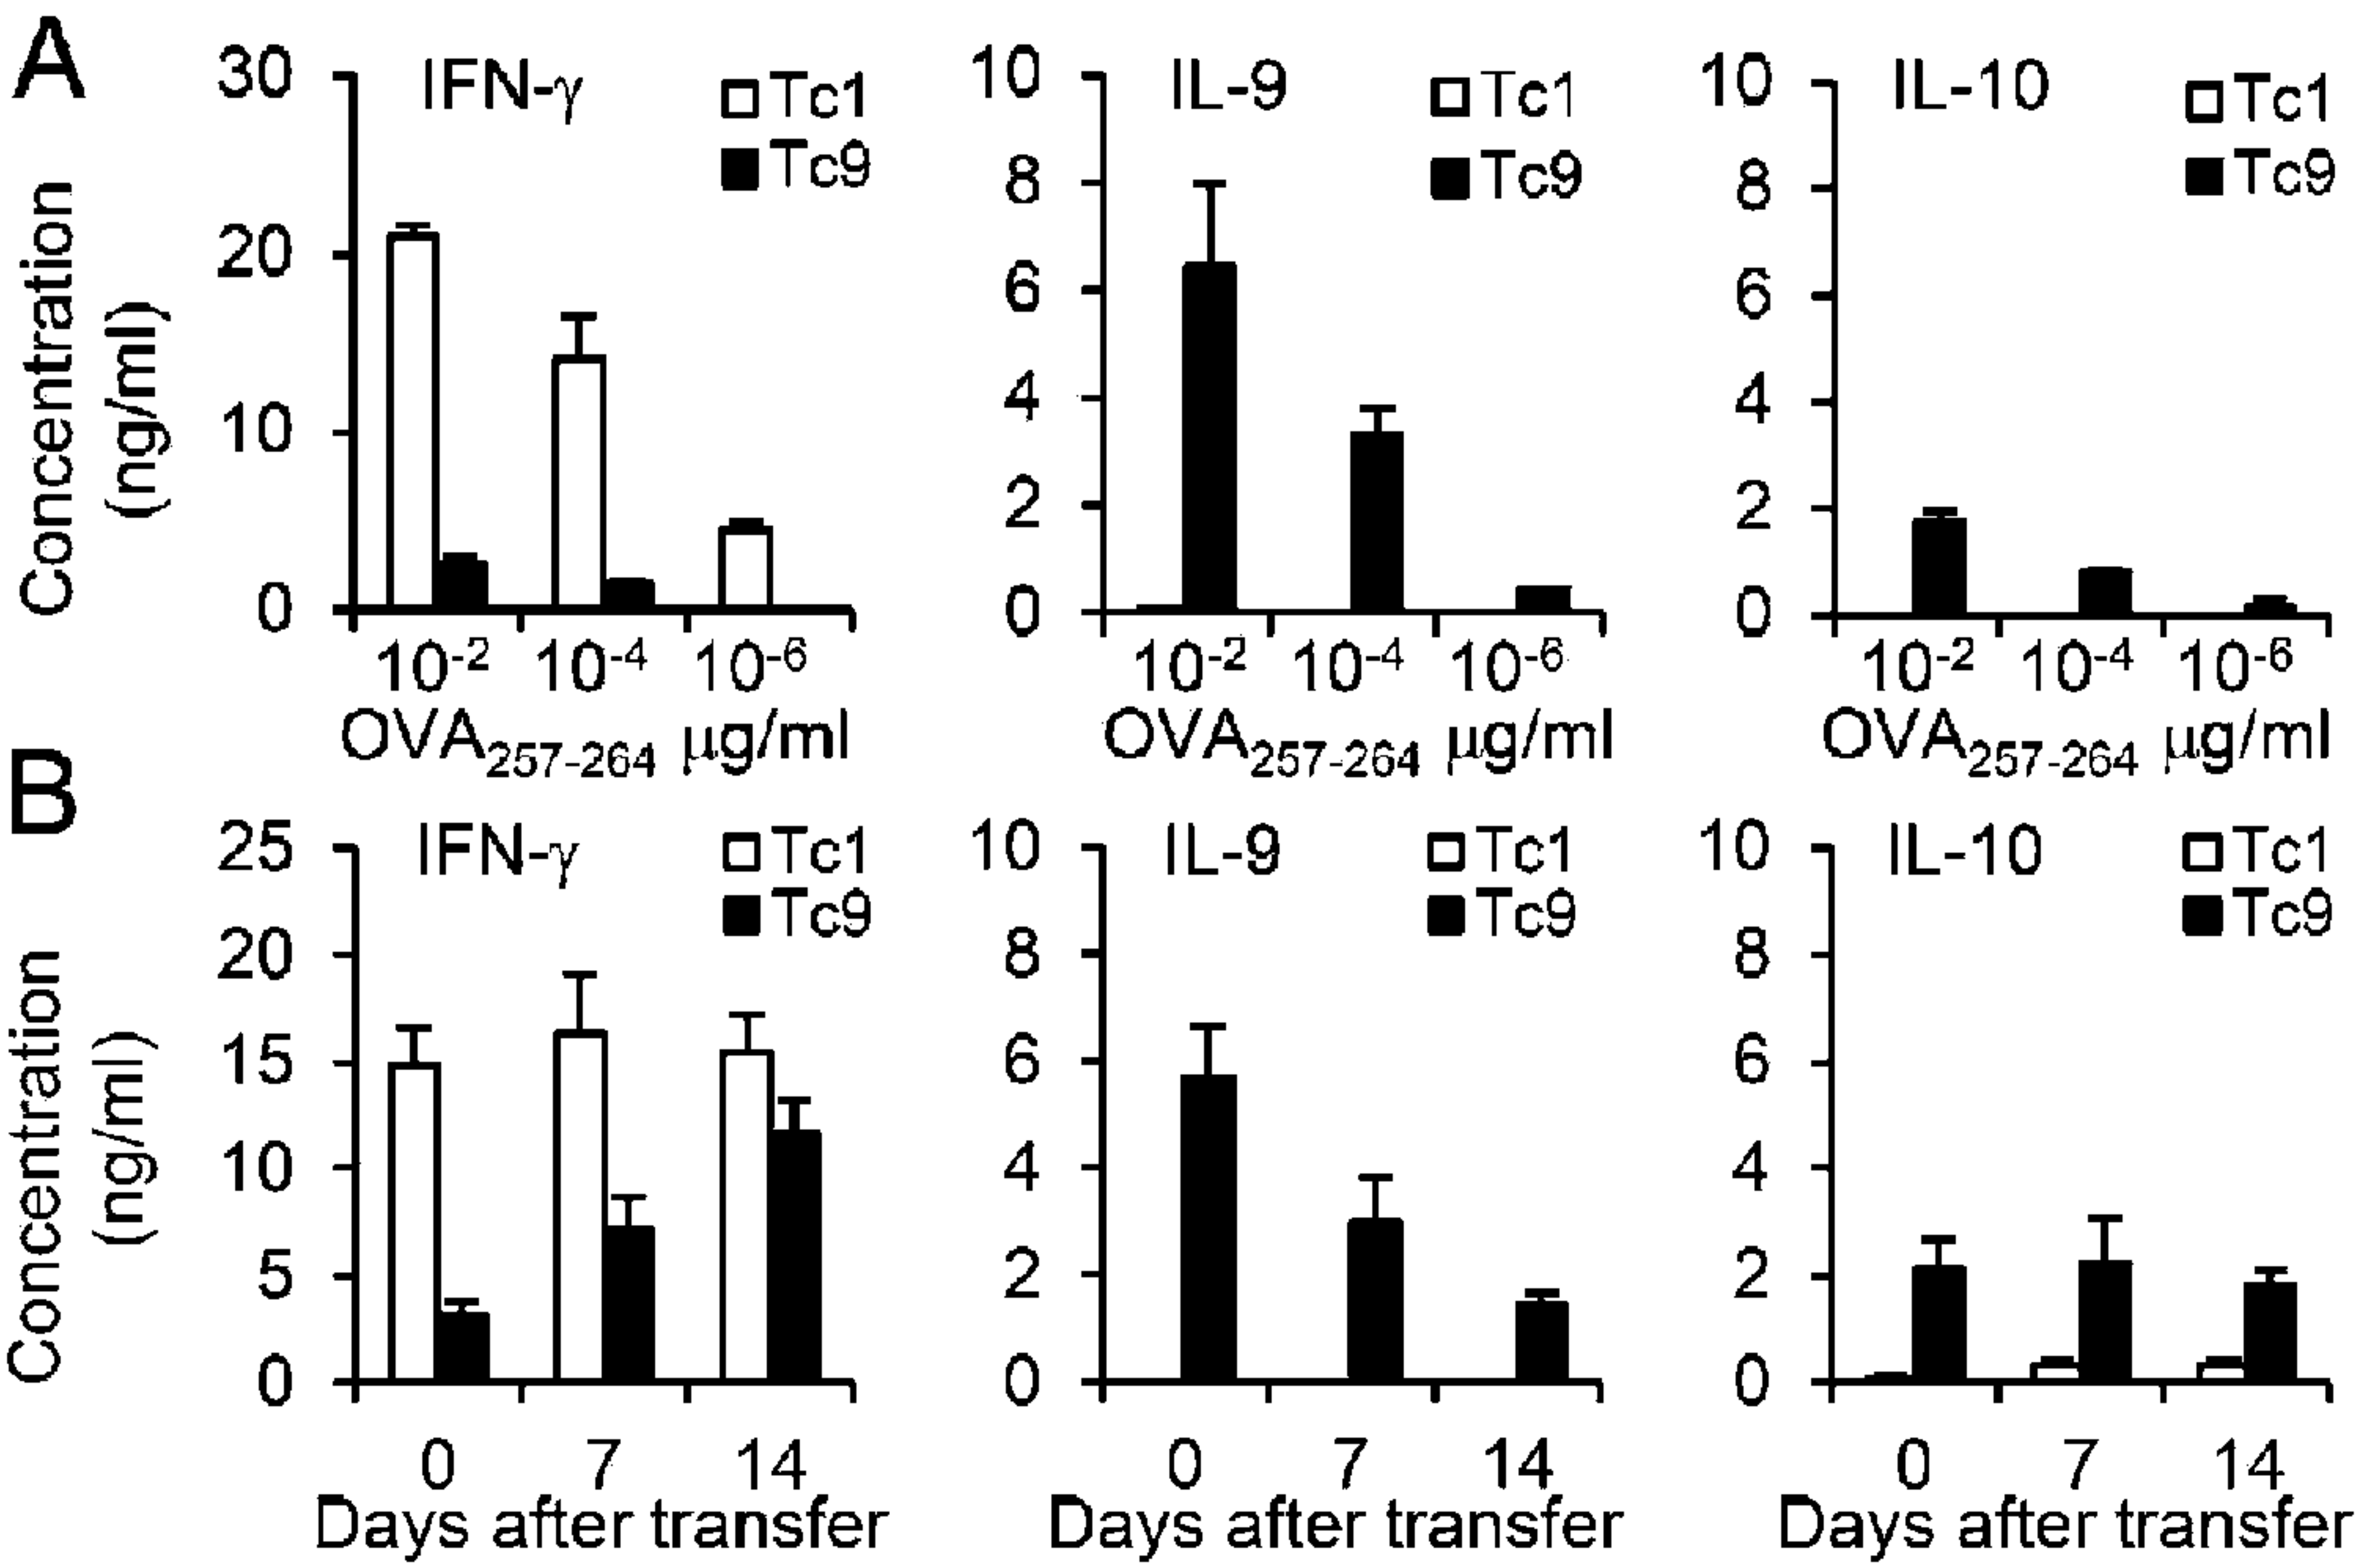 A
Concentration
(ng/ml)
30
20
10
0
IFN-γ
Tc1
Tc9
10-2 10-4 10-6
OVA257-264 μg/ml
10
8
6
4
2
0
IL-9
Tc1
Tc9
10-2 10-4 10-6
OVA257-264 μg/ml
10
8
6
4
2
0
IL-10
Tc1
Tc9
10-2 10-4 10-6
OVA257-264 μg/ml
B
Concentration
(ng/ml)
25
20
15
10
5
0
IFN-γ
Tc1
Tc9
0 7 14
Days after transfer
10
8
6
4
2
0
IL-9
Tc1
Tc9
0 7 14
Days after transfer
10
8
6
4
2
0
IL-10
Tc1
Tc9
0 7 14
Days after transfer